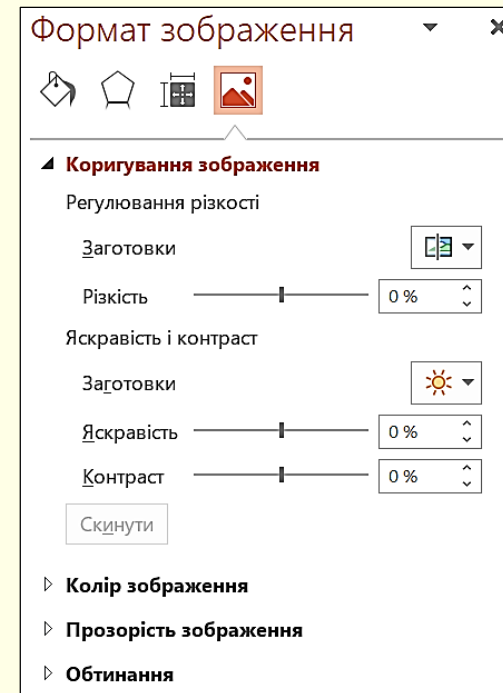 Формат зображення
Коригування зображення
Регулювання різкості
Заготовки
Різкість 0 %
Яскравість і контраст
Заготовки
Яскравість 0 %
Контраст 0 %
Скинути
Колір зображення
Прозорість зображення
Обтинання